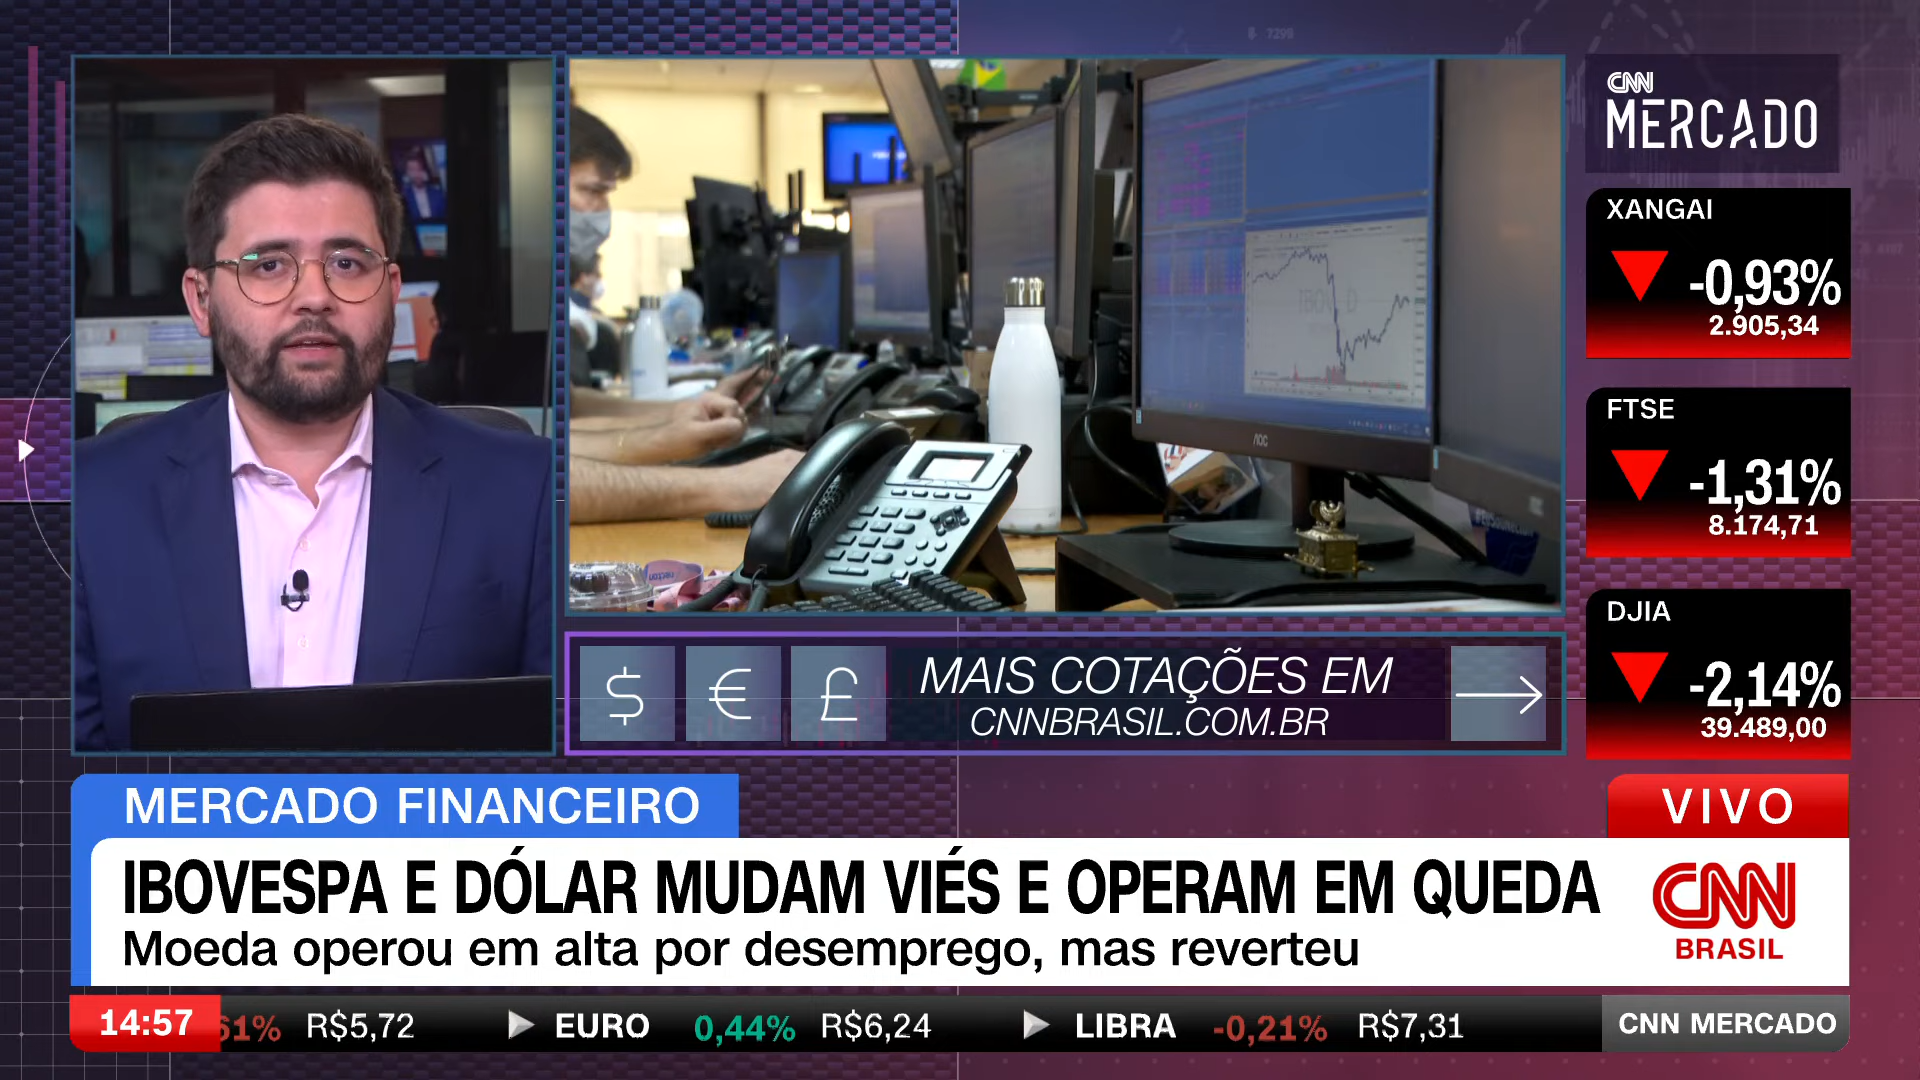 CNN
MERCADO
XANGAI
-0,93%
2.905,34
FTSE
-1,31%
8.174,71
DJIA
-2,14%
39.489,00
IBOV D
AOC
$ € £
MAIS COTAÇÕES EM
CNNBRASIL.COM.BR
MERCADO FINANCEIRO
VIVO
IBOVESPA E DÓLAR MUDAM VIÉS E OPERAM EM QUEDA
Moeda operou em alta por desemprego, mas reverteu
CNN
BRASIL
14:57 61% R$5,72 EURO 0,44% R$6,24 LIBRA -0,21% R$7,31 CNN MERCADO